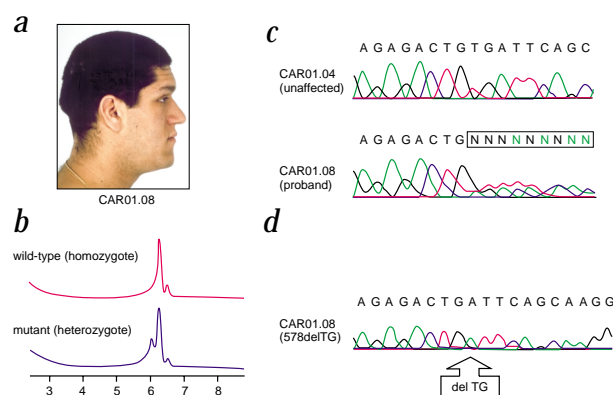 a
CAR01.08
b
wild-type (homozygote)
mutant (heterozygote)
3 4 5 6 7 8
c
A G A G A C T G T G A T T C A G C
CAR01.04
(unaffected)
A G A G A C T G N N N N N N N N N
CAR01.08
(proband)
d
A G A G A C T G A T T C A G C A A G G
CAR01.08
(578delTG)
del TG